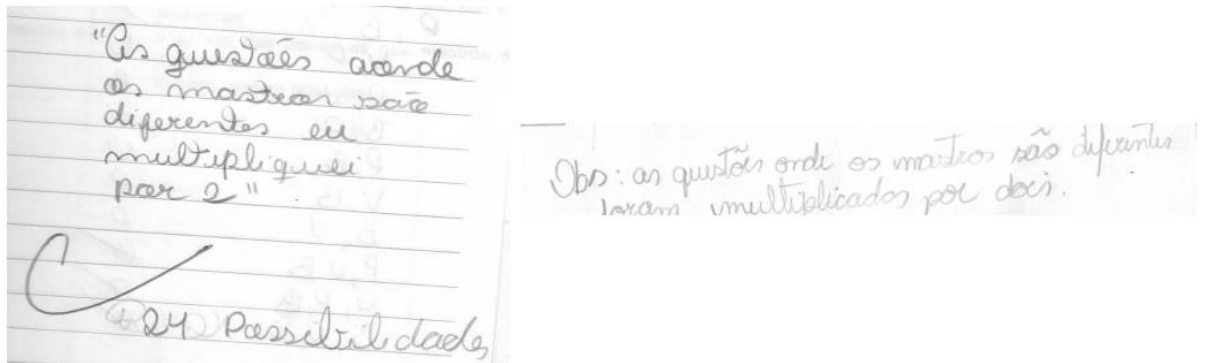 "As questões aonde
os mastros são
diferentes eu
multipliquei
por 2".
C
24 Possibilidades
Obs: as questões onde os mastros são diferentes
foram multiplicados por dois.